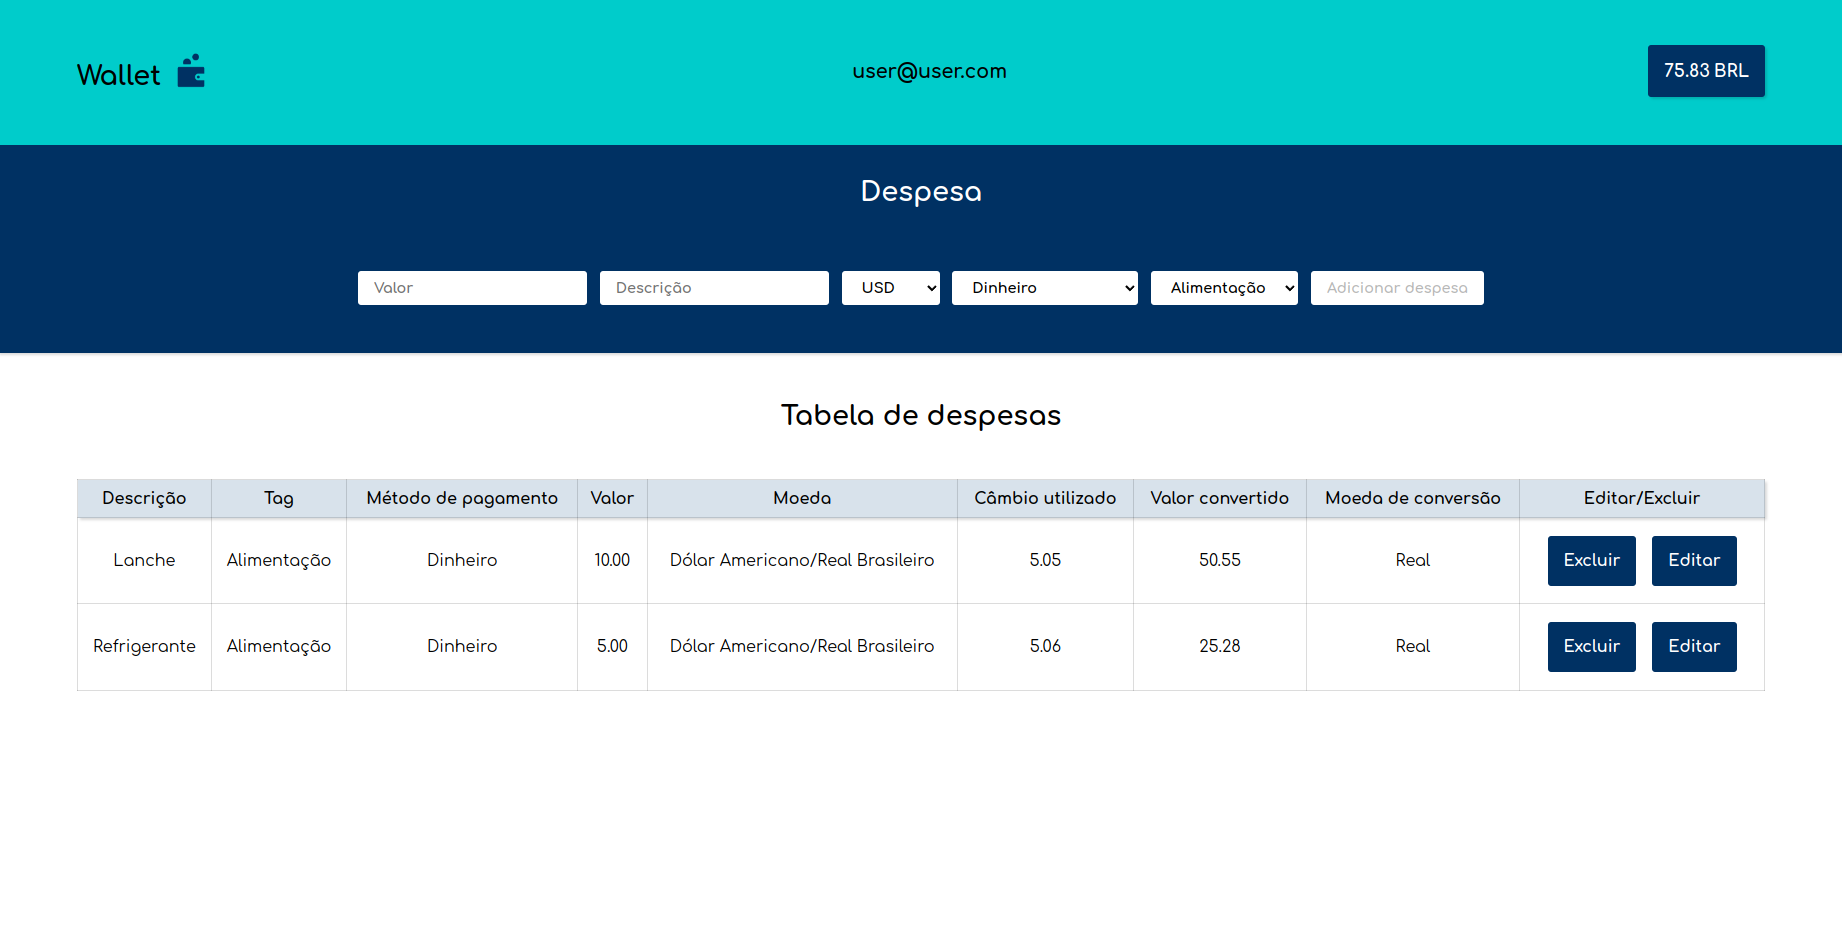 Wallet
user@user.com
75.83 BRL
Despesa
Valor Descrição USD Dinheiro Alimentação Adicionar despesa
Tabela de despesas
Descrição Tag Método de pagamento Valor Moeda Câmbio utilizado Valor convertido Moeda de conversão Editar/Excluir
Lanche Alimentação Dinheiro 10.00 Dólar Americano/Real Brasileiro 5.05 50.55 Real Excluir Editar
Refrigerante Alimentação Dinheiro 5.00 Dólar Americano/Real Brasileiro 5.06 25.28 Real Excluir Editar